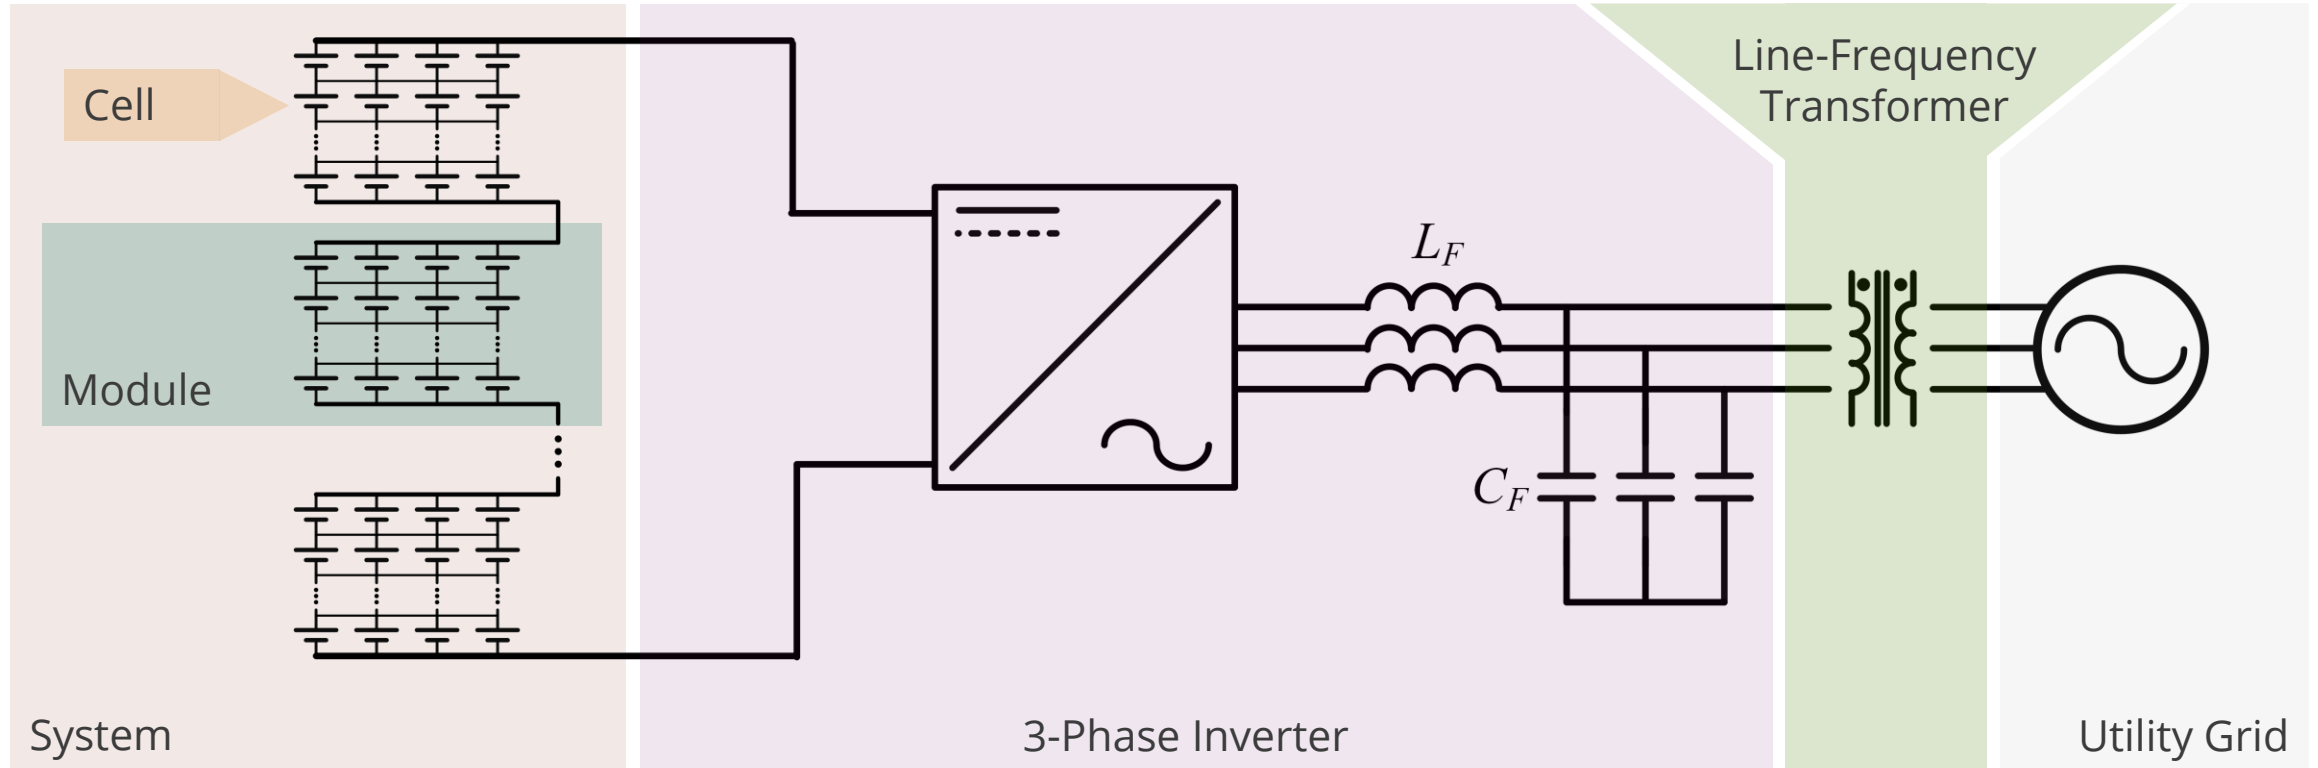 Line-Frequency
Transformer
Cell
L_F
Module
C_F
System
3-Phase Inverter
Utility Grid